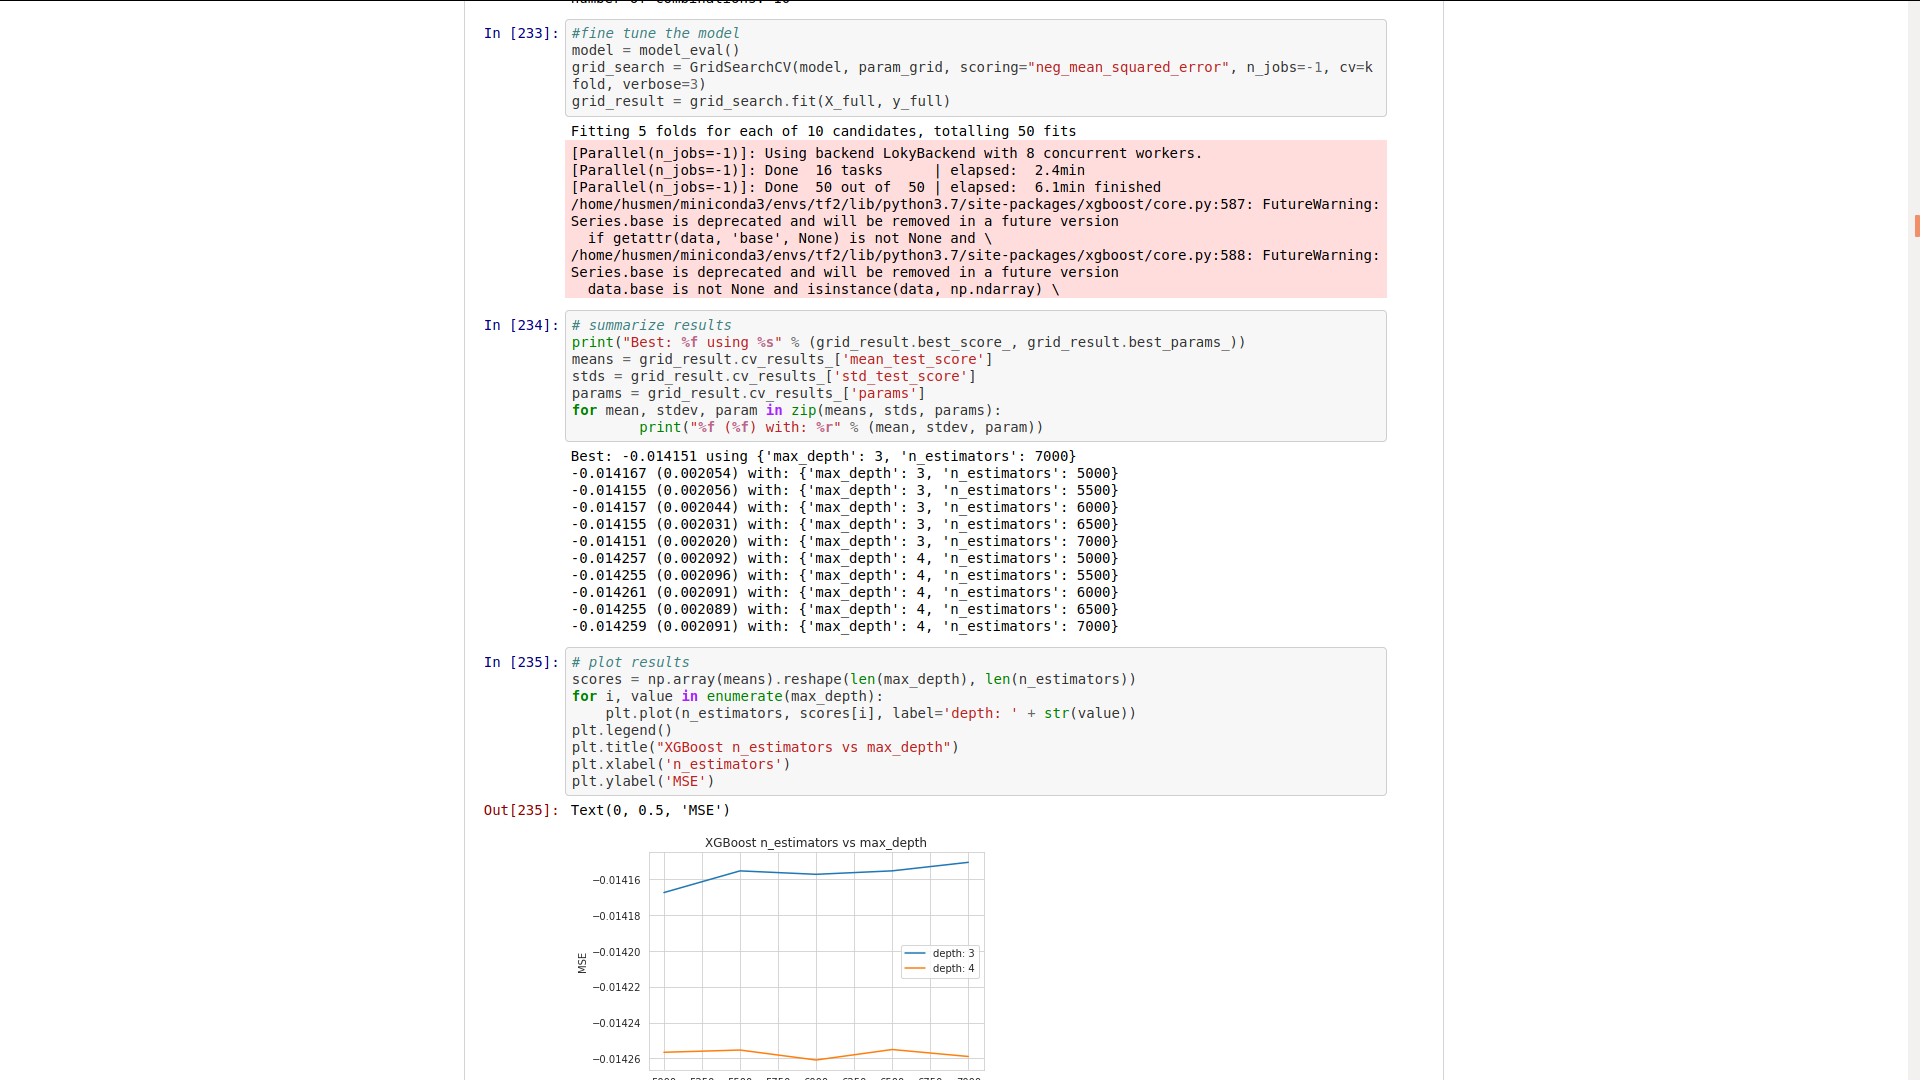 In [233]:
#fine tune the model
model = model_eval()
grid_search = GridSearchCV(model, param_grid, scoring="neg_mean_squared_error", n_jobs=-1, cv=k
fold, verbose=3)
grid_result = grid_search.fit(X_full, y_full)
Fitting 5 folds for each of 10 candidates, totalling 50 fits
[Parallel(n_jobs=-1)]: Using backend LokyBackend with 8 concurrent workers.
[Parallel(n_jobs=-1)]: Done  16 tasks      | elapsed:  2.4min
[Parallel(n_jobs=-1)]: Done  50 out of  50 | elapsed:  6.1min finished
/home/husmen/miniconda3/envs/tf2/lib/python3.7/site-packages/xgboost/core.py:587: FutureWarning:
Series.base is deprecated and will be removed in a future version
  if getattr(data, 'base', None) is not None and \
/home/husmen/miniconda3/envs/tf2/lib/python3.7/site-packages/xgboost/core.py:588: FutureWarning:
Series.base is deprecated and will be removed in a future version
  data.base is not None and isinstance(data, np.ndarray) \
In [234]:
# summarize results
print("Best: %f using %s" % (grid_result.best_score_, grid_result.best_params_))
means = grid_result.cv_results_['mean_test_score']
stds = grid_result.cv_results_['std_test_score']
params = grid_result.cv_results_['params']
for mean, stdev, param in zip(means, stds, params):
        print("%f (%f) with: %r" % (mean, stdev, param))
Best: -0.014151 using {'max_depth': 3, 'n_estimators': 7000}
-0.014167 (0.002054) with: {'max_depth': 3, 'n_estimators': 5000}
-0.014155 (0.002056) with: {'max_depth': 3, 'n_estimators': 5500}
-0.014157 (0.002044) with: {'max_depth': 3, 'n_estimators': 6000}
-0.014155 (0.002031) with: {'max_depth': 3, 'n_estimators': 6500}
-0.014151 (0.002020) with: {'max_depth': 3, 'n_estimators': 7000}
-0.014257 (0.002092) with: {'max_depth': 4, 'n_estimators': 5000}
-0.014255 (0.002096) with: {'max_depth': 4, 'n_estimators': 5500}
-0.014261 (0.002091) with: {'max_depth': 4, 'n_estimators': 6000}
-0.014255 (0.002089) with: {'max_depth': 4, 'n_estimators': 6500}
-0.014259 (0.002091) with: {'max_depth': 4, 'n_estimators': 7000}
In [235]:
# plot results
scores = np.array(means).reshape(len(max_depth), len(n_estimators))
for i, value in enumerate(max_depth):
    plt.plot(n_estimators, scores[i], label='depth: ' + str(value))
plt.legend()
plt.title("XGBoost n_estimators vs max_depth")
plt.xlabel('n_estimators')
plt.ylabel('MSE')
Out[235]: Text(0, 0.5, 'MSE')
XGBoost n_estimators vs max_depth
−0.01416
−0.01418
−0.01420
−0.01422
−0.01424
−0.01426
MSE
depth: 3
depth: 4